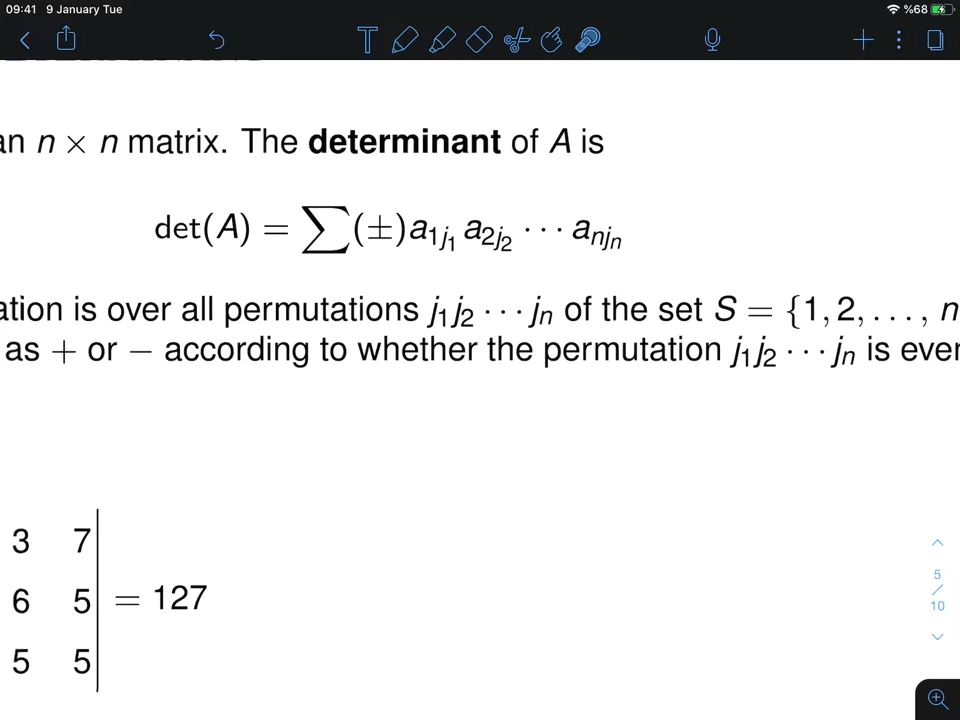 09:41 9 January Tue %68
an n × n matrix. The determinant of A is
det(A) = ∑(±)a₁j₁ a₂j₂ ··· anjn
ation is over all permutations j₁j₂ ··· jn of the set S = {1, 2, . . . , n
as + or − according to whether the permutation j₁j₂ ··· jn is even
3 7
6 5 = 127
5 5
5
/
10